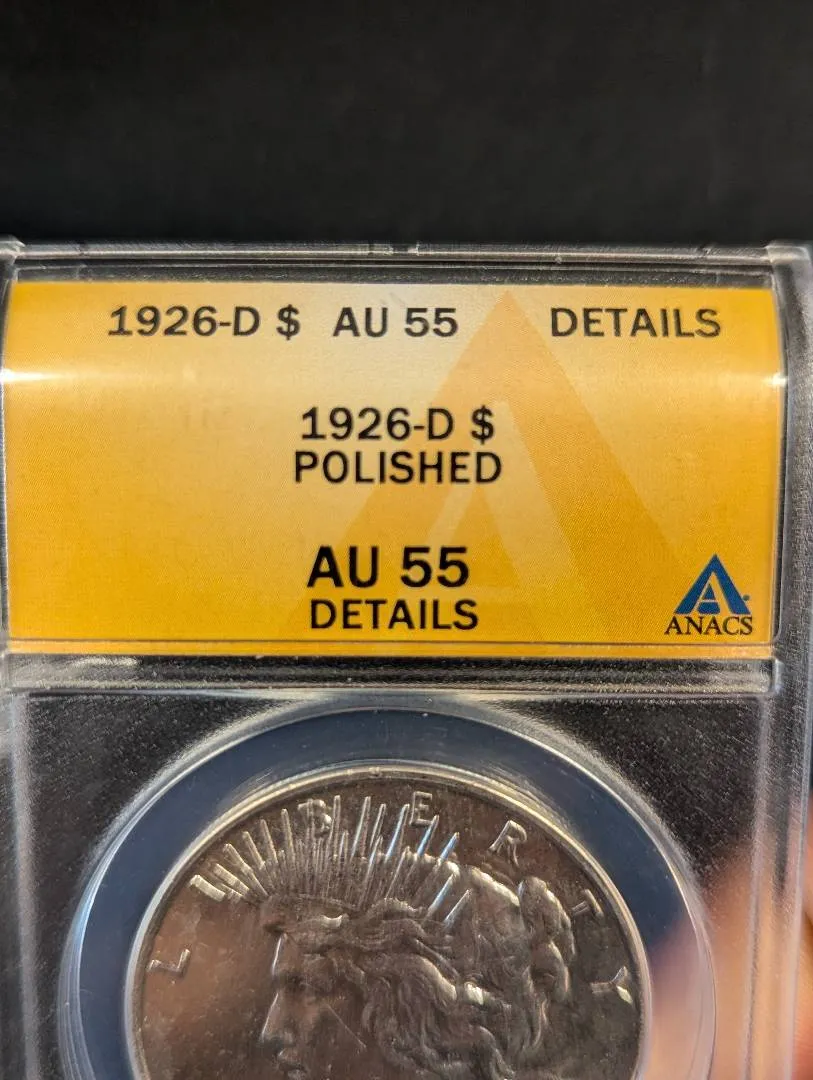 1926-D $ AU 55 DETAILS
1926-D $
POLISHED
AU 55
DETAILS
ANACS
LIBERTY